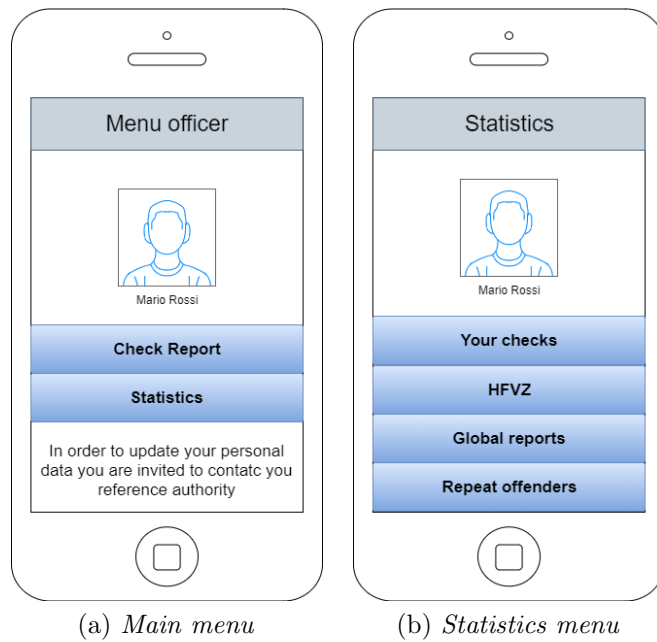 Menu officer
Mario Rossi
Check Report
Statistics
In order to update your personal
data you are invited to contatc you
reference authority
(a) Main menu
Statistics
Mario Rossi
Your checks
HFVZ
Global reports
Repeat offenders
(b) Statistics menu